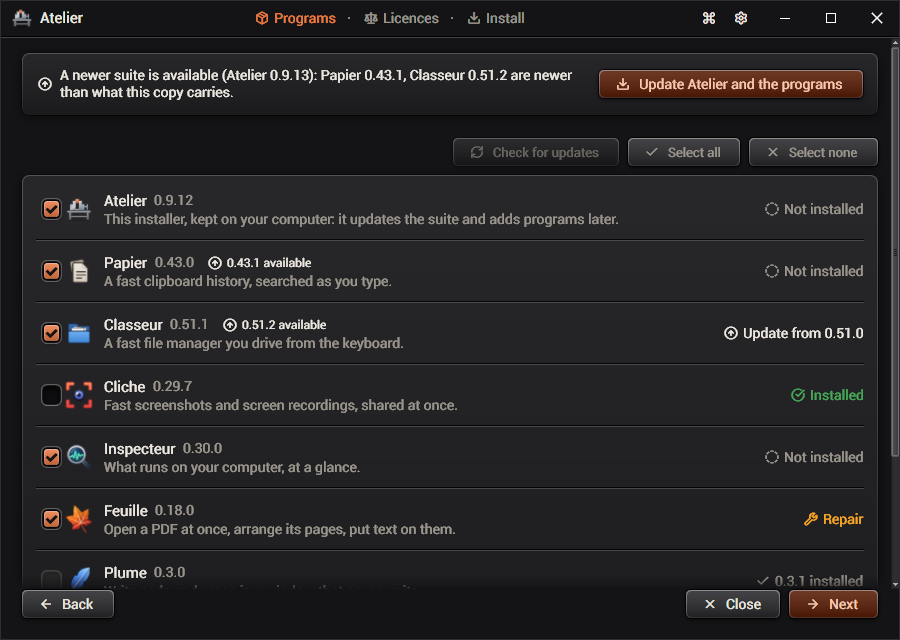 Atelier
Programs · Licences · Install
A newer suite is available (Atelier 0.9.13): Papier 0.43.1, Classeur 0.51.2 are newer
than what this copy carries.
Update Atelier and the programs
Check for updates
Select all
Select none
Atelier 0.9.12
This installer, kept on your computer: it updates the suite and adds programs later.
Not installed
Papier 0.43.0 0.43.1 available
A fast clipboard history, searched as you type.
Not installed
Classeur 0.51.1 0.51.2 available
A fast file manager you drive from the keyboard.
Update from 0.51.0
Cliche 0.29.7
Fast screenshots and screen recordings, shared at once.
Installed
Inspecteur 0.30.0
What runs on your computer, at a glance.
Not installed
Feuille 0.18.0
Open a PDF at once, arrange its pages, put text on them.
Repair
Plume 0.3.0
0.3.1 installed
Back
Close
Next